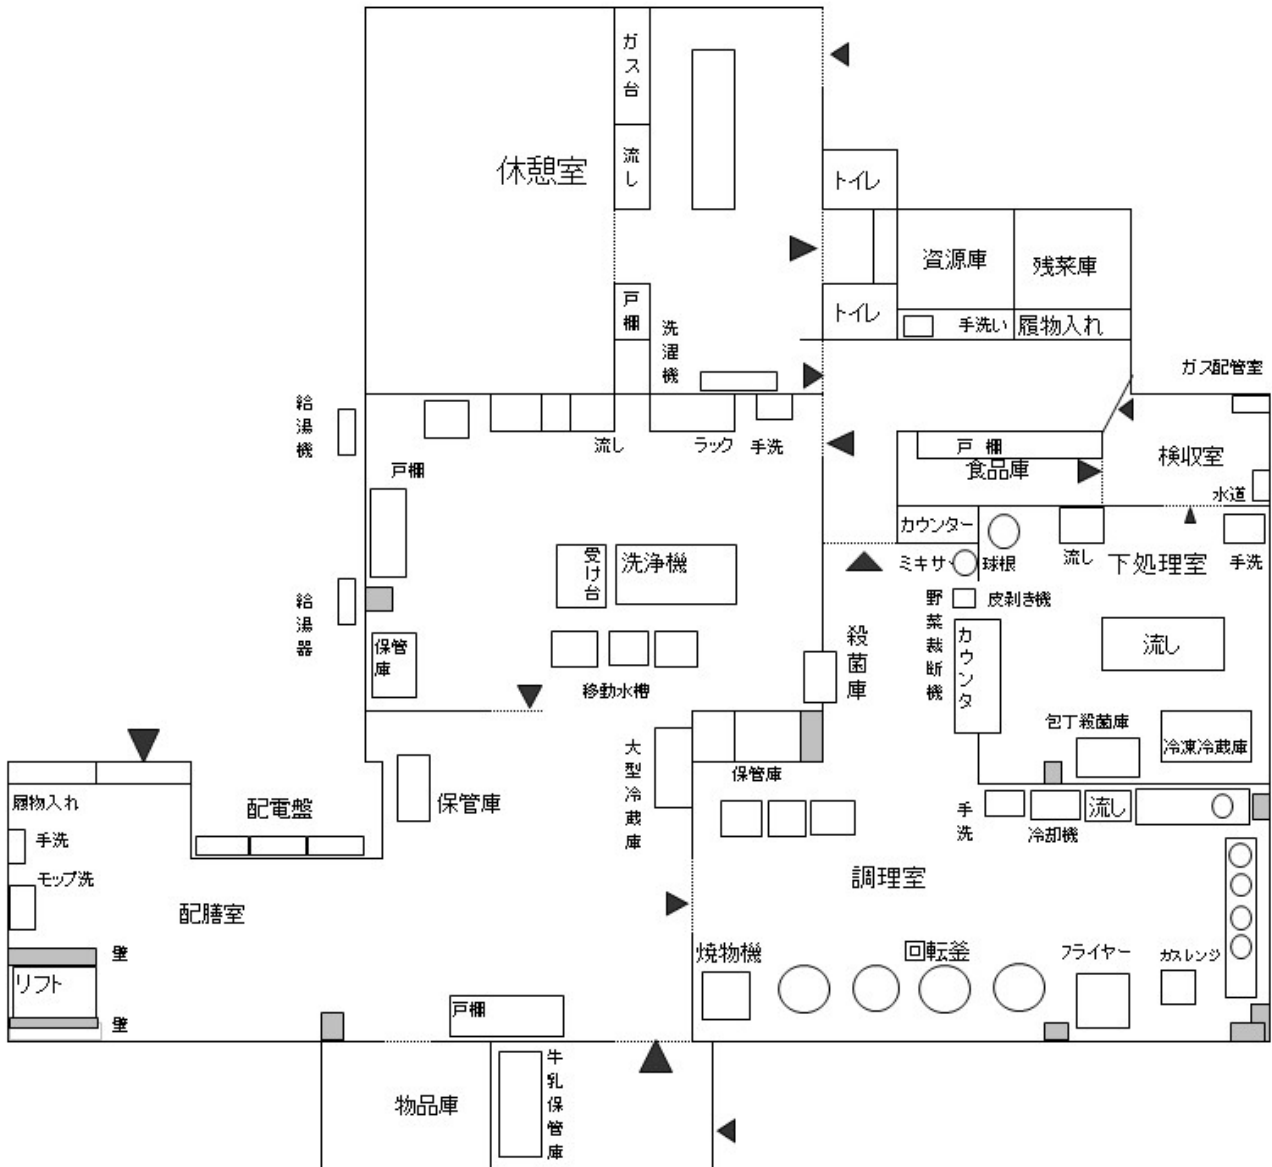 ガス台
流し
休憩室
トイレ
資源庫
残菜庫
戸棚
洗濯機
トイレ
手洗い
履物入れ
ガス配管室
給湯機
戸棚
流し
ラック
手洗
戸棚
食品庫
検収室
水道
カウンター
ミキサー
球根
流し
下処理室
手洗
受け台
洗浄機
給湯器
野菜裁断機
皮剥き機
カウンタ
流し
保管庫
移動水槽
殺菌庫
包丁殺菌庫
冷凍冷蔵庫
大型冷蔵庫
保管庫
保管庫
履物入れ
配電盤
手洗
冷却機
流し
手洗
モップ洗
調理室
配膳室
壁
リフト
壁
焼物機
回転釜
フライヤー
ガスレンジ
戸棚
物品庫
牛乳保管庫